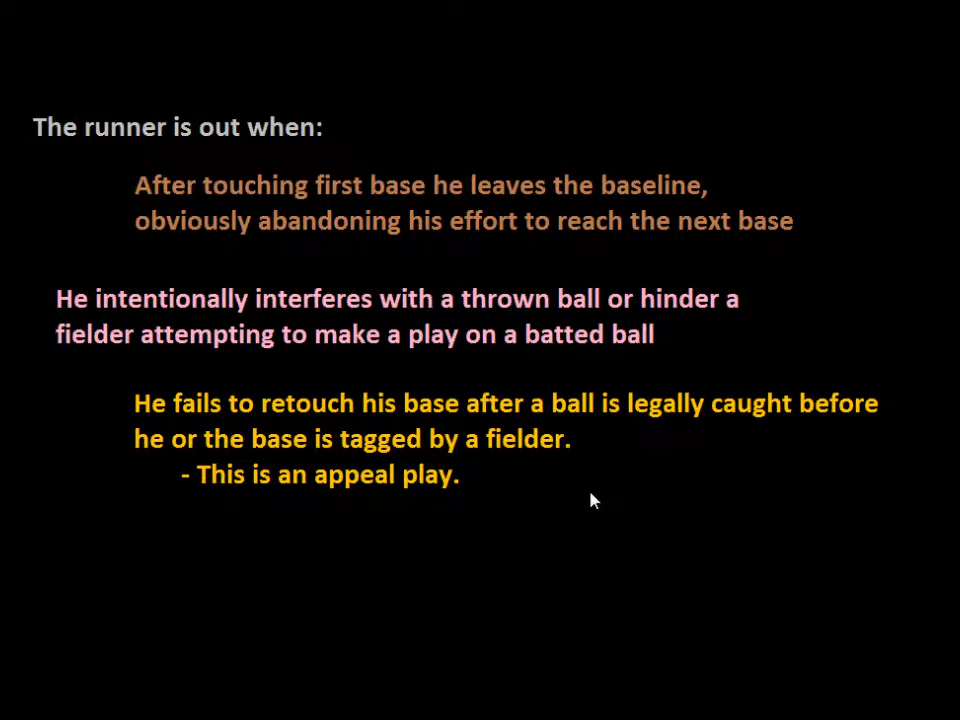 The runner is out when:
After touching first base he leaves the baseline,
obviously abandoning his effort to reach the next base
He intentionally interferes with a thrown ball or hinder a
fielder attempting to make a play on a batted ball
He fails to retouch his base after a ball is legally caught before
he or the base is tagged by a fielder.
- This is an appeal play.